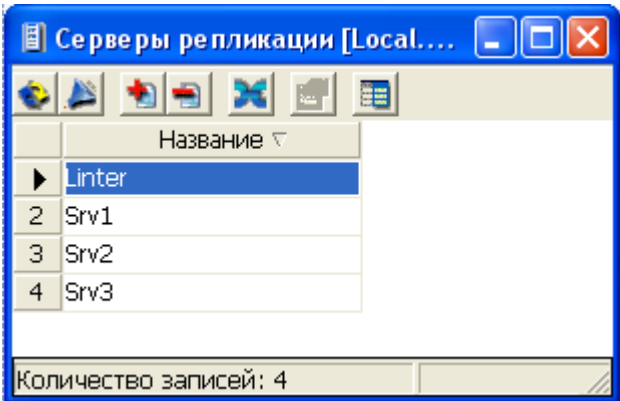 Серверы репликации [Local....
Название
Linter
2 Srv1
3 Srv2
4 Srv3
Количество записей: 4